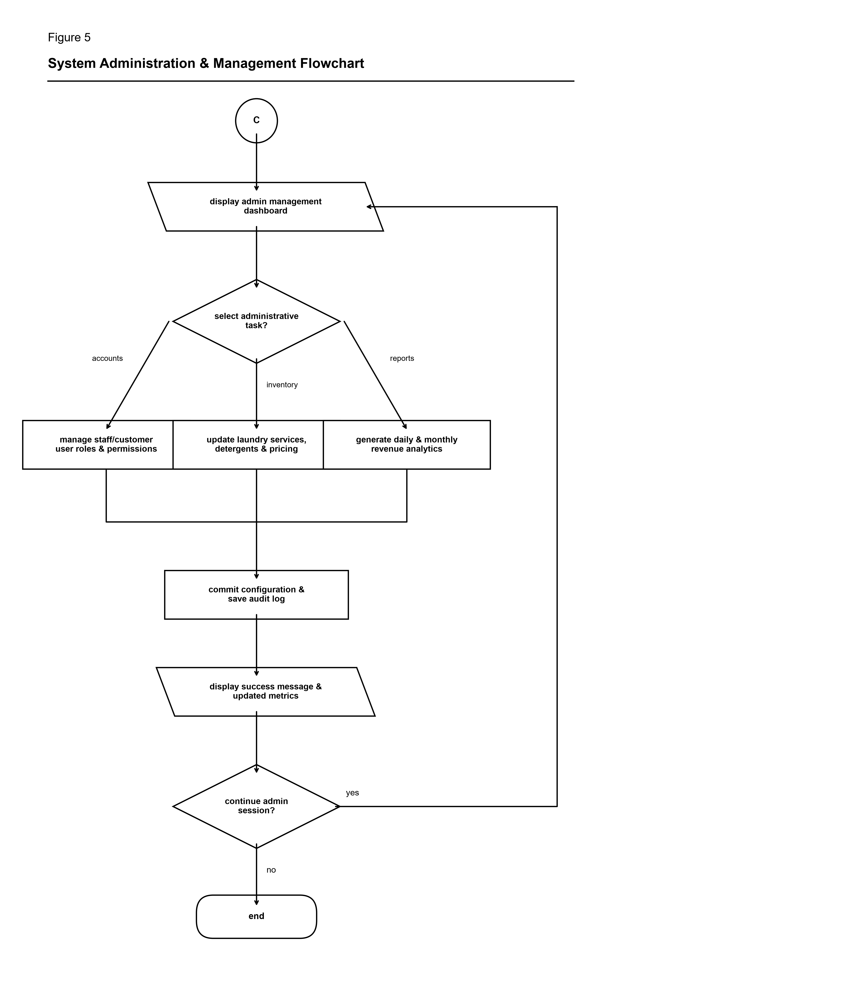 Figure 5
System Administration & Management Flowchart
C
display admin management
dashboard
select administrative
task?
accounts
reports
inventory
manage staff/customer
user roles & permissions
update laundry services,
detergents & pricing
generate daily & monthly
revenue analytics
commit configuration &
save audit log
display success message &
updated metrics
continue admin
session?
yes
no
end